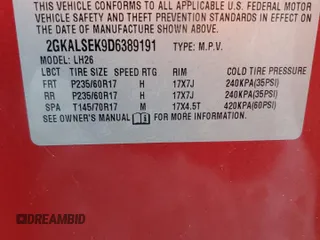 THIS VEHICLE CONFORMS TO ALL APPLICABLE U.S. FEDERAL MOTOR
VEHICLE SAFETY AND THEFT PREVENTION STANDARDS IN EFFECT ON
THE DATE OF MANUFACTURE SHOWN ABOVE.
2GKALSEK9D6389191 TYPE: M.P.V.
MODEL: LH26
LBCT TIRE SIZE SPEED RTG RIM COLD TIRE PRESSURE
FRT P235/60R17 H 17X7J 240KPA(35PSI)
RR P235/60R17 H 17X7J 240KPA(35PSI)
SPA T145/70R17 M 17X4.5T 420KPA(60PSI)
SEE OWNER'S MANUAL FOR MORE INFORMATION.
DREAMBID